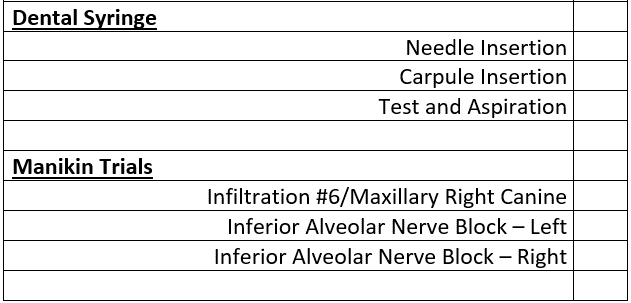 Dental Syringe
Needle Insertion
Carpule Insertion
Test and Aspiration
Manikin Trials
Infiltration #6/Maxillary Right Canine
Inferior Alveolar Nerve Block – Left
Inferior Alveolar Nerve Block – Right